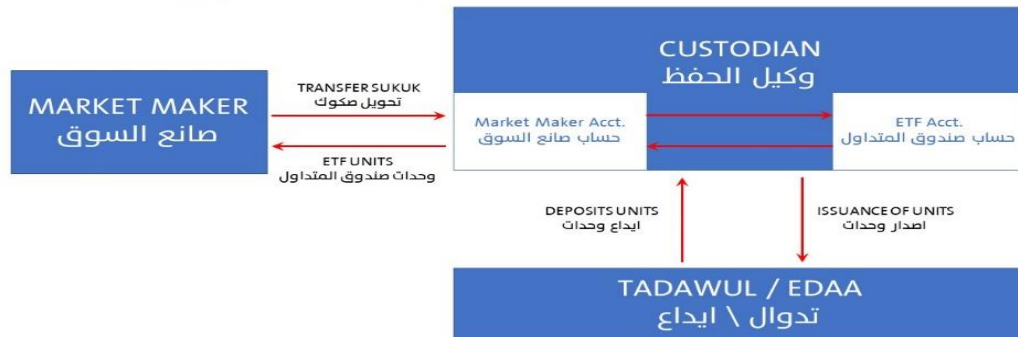 CUSTODIAN
وكيل الحفظ
MARKET MAKER
صانع السوق
TRANSFER SUKUK
تحويل صكوك
ETF UNITS
وحدات صندوق المتداول
Market Maker Acct.
حساب صانع السوق
ETF Acct.
حساب صندوق المتداول
DEPOSITS UNITS
ايداع وحدات
ISSUANCE OF UNITS
اصدار وحدات
TADAWUL / EDAA
تدوال \ ايداع